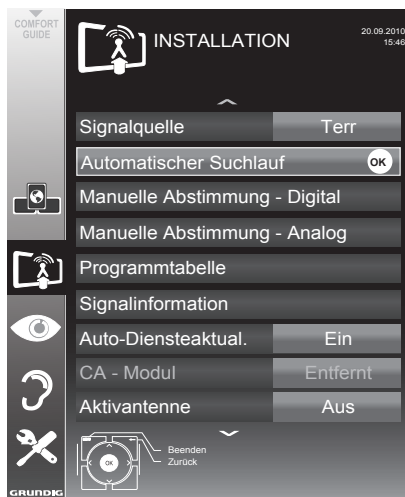 COMFORT
GUIDE
INSTALLATION
20.09.2010
15:46
Signalquelle Terr
Automatischer Suchlauf OK
Manuelle Abstimmung - Digital
Manuelle Abstimmung - Analog
Programmtabelle
Signalinformation
Auto-Diensteaktual. Ein
CA - Modul Entfernt
Aktivantenne Aus
OK
Beenden
Zurück
GRUNDIG